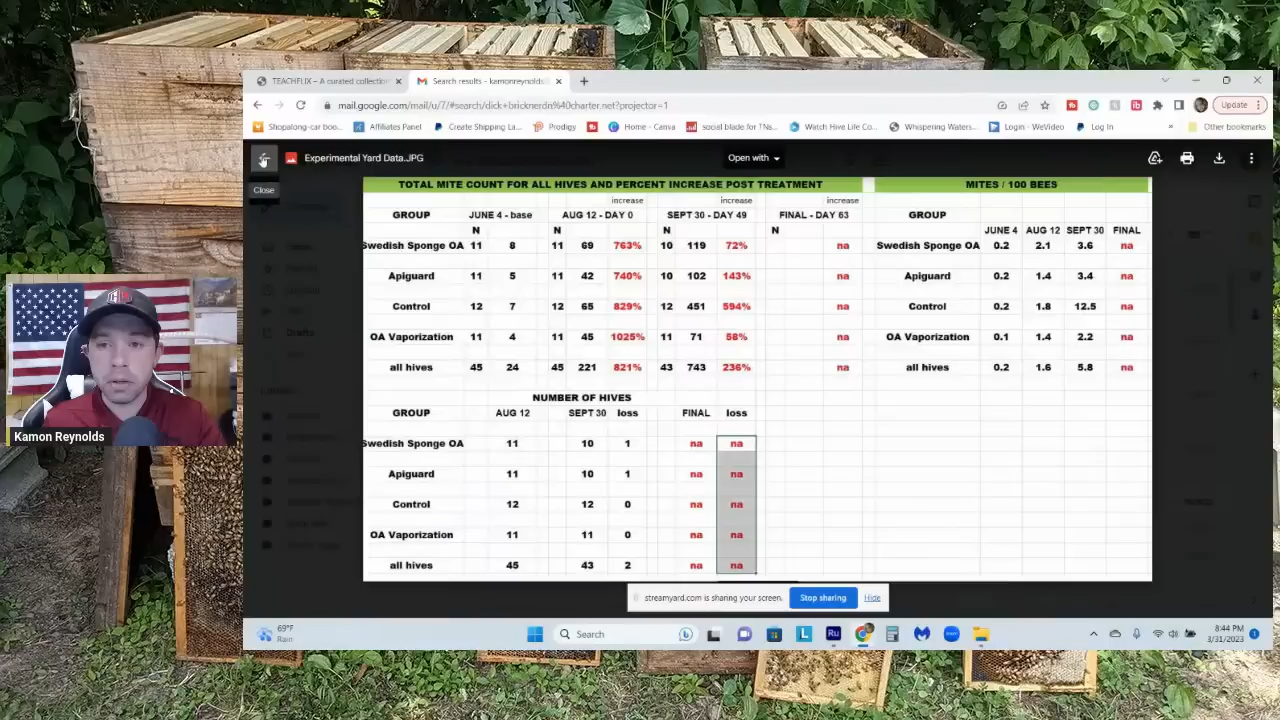 TEACHFLIX – A curated collection
Search results - kamonreynolds
mail.google.com/mail/u/7/#search/dick+bricknerdn%40charter.net?projector=1
Update
Shopalong-car boo...
Affiliates Panel
Create Shipping La...
Prodigy
Home - Canva
social blade for TNa...
Watch Hive Life Co...
Whispering Waters...
Login - WeVideo
Log In
»
Other bookmarks
Experimental Yard Data.JPG
Open with
Close
TOTAL MITE COUNT FOR ALL HIVES AND PERCENT INCREASE POST TREATMENT MITES / 100 BEES
increase increase increase
GROUP JUNE 4 - base AUG 12 - DAY 0 SEPT 30 - DAY 49 FINAL - DAY 63 GROUP
N N N N JUNE 4 AUG 12 SEPT 30 FINAL
Swedish Sponge OA 11 8 11 69 763% 10 119 72% na Swedish Sponge OA 0.2 2.1 3.6 na
Apiguard 11 5 11 42 740% 10 102 143% na Apiguard 0.2 1.4 3.4 na
Control 12 7 12 65 829% 12 451 594% na Control 0.2 1.8 12.5 na
OA Vaporization 11 4 11 45 1025% 11 71 58% na OA Vaporization 0.1 1.4 2.2 na
all hives 45 24 45 221 821% 43 743 236% na all hives 0.2 1.6 5.8 na
NUMBER OF HIVES
GROUP AUG 12 SEPT 30 loss FINAL loss
Swedish Sponge OA 11 10 1 na na
Apiguard 11 10 1 na na
Control 12 12 0 na na
OA Vaporization 11 11 0 na na
all hives 45 43 2 na na
Kamon Reynolds
streamyard.com is sharing your screen. Stop sharing Hide
69°F
Rain
Search
8:44 PM
3/31/2023